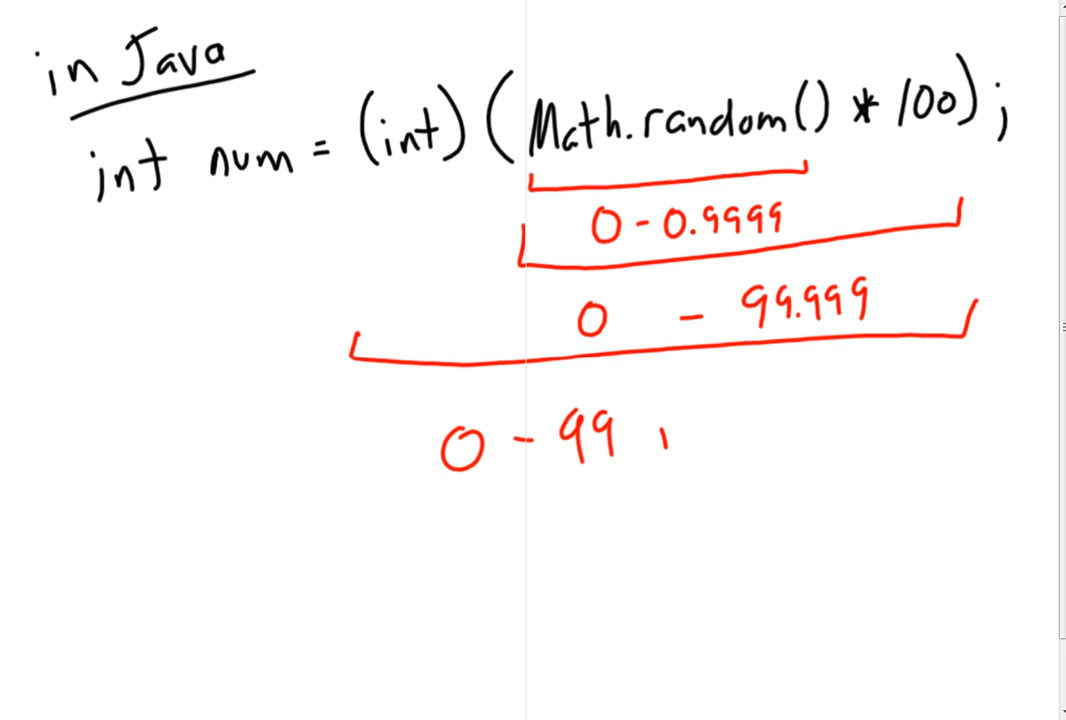 in Java
int num = (int) (Math.random() * 100);
0 - 0.9999
0 - 99.999
0 - 99